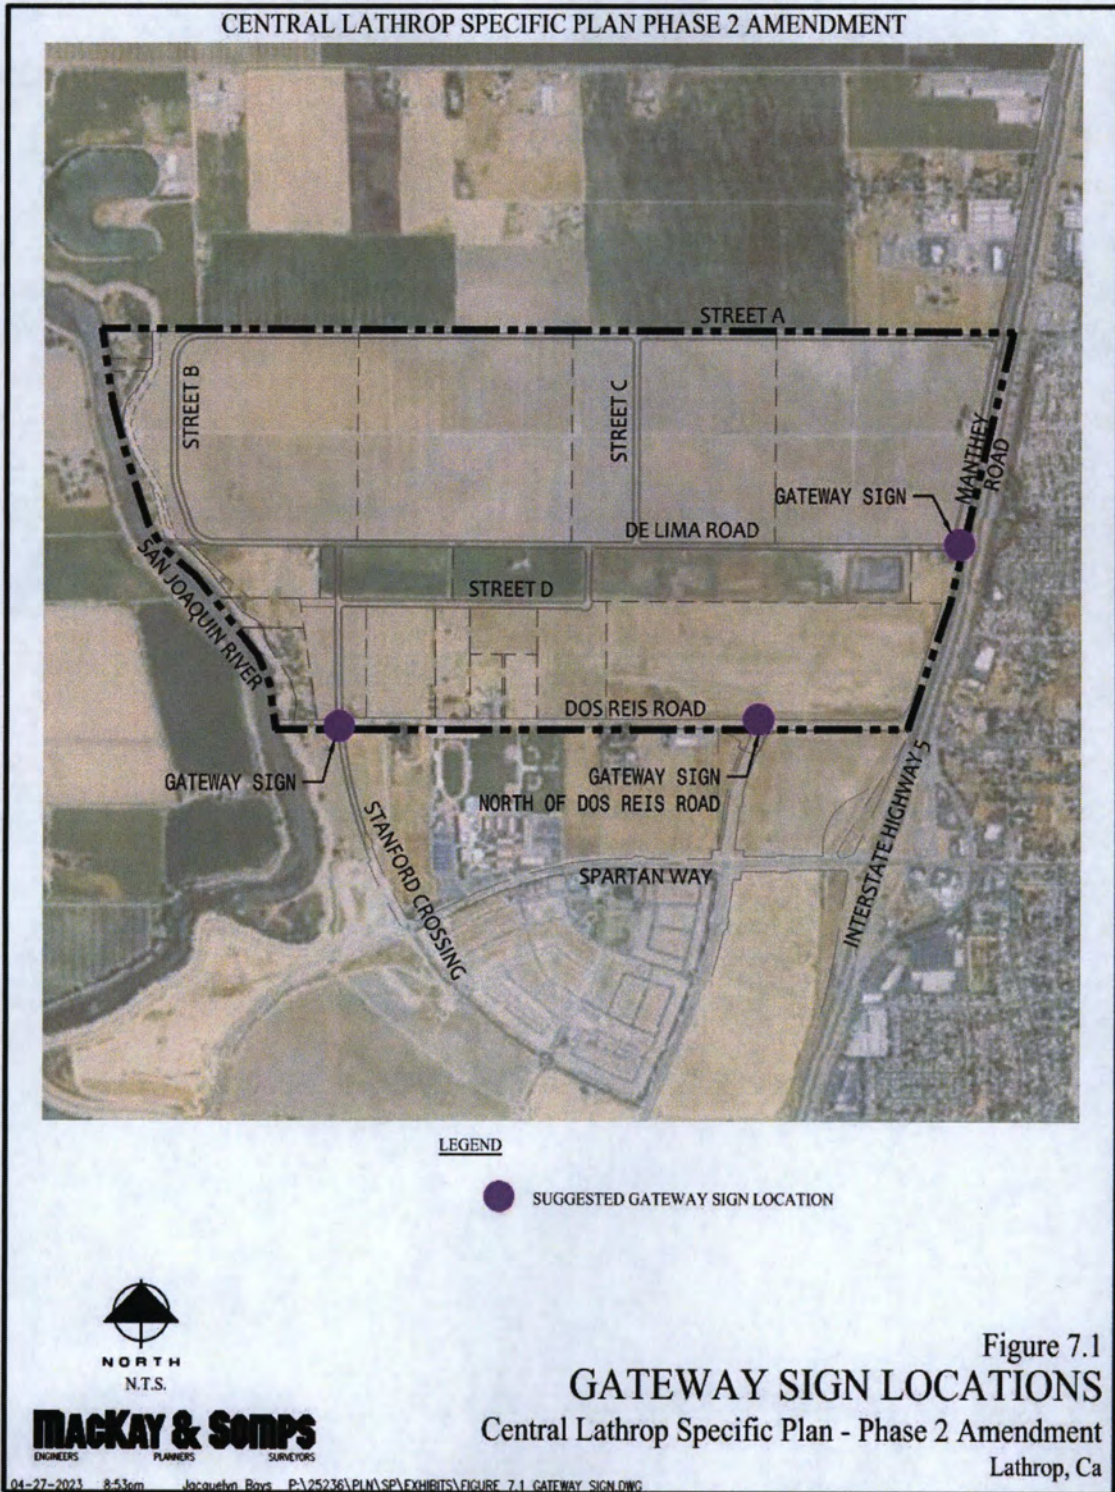 CENTRAL LATHROP SPECIFIC PLAN PHASE 2 AMENDMENT
STREET A
STREET B
STREET C
MANTHEY
ROAD
GATEWAY SIGN
DE LIMA ROAD
STREET D
SAN JOAQUIN RIVER
DOS REIS ROAD
GATEWAY SIGN
GATEWAY SIGN
NORTH OF DOS REIS ROAD
STANFORD CROSSING
SPARTAN WAY
INTERSTATE HIGHWAY 5
LEGEND
SUGGESTED GATEWAY SIGN LOCATION
NORTH
N.T.S.
MACKAY & SOMPS
ENGINEERS PLANNERS SURVEYORS
Figure 7.1
GATEWAY SIGN LOCATIONS
Central Lathrop Specific Plan - Phase 2 Amendment
Lathrop, Ca
04-27-2023 8:53pm Jacquelyn Bays P:\25236\PLN\SP\EXHIBITS\FIGURE 7.1 GATEWAY SIGN.DWG